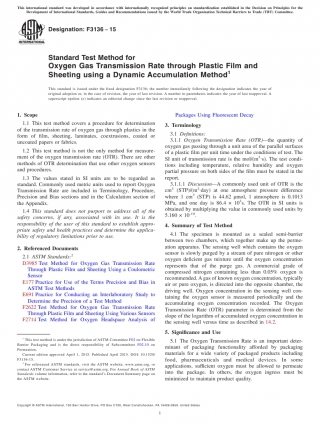 This international standard was developed in accordance with internationally recognized principles on standardization established in the Decision on Principles for the
Development of International Standards, Guides and Recommendations issued by the World Trade Organization Technical Barriers to Trade (TBT) Committee.
Designation: F3136 – 15
INTERNATIONAL
Standard Test Method for
Oxygen Gas Transmission Rate through Plastic Film and
Sheeting using a Dynamic Accumulation Method1
This standard is issued under the fixed designation F3136; the number immediately following the designation indicates the year of
original adoption or, in the case of revision, the year of last revision. A number in parentheses indicates the year of last reapproval. A
superscript epsilon (ε) indicates an editorial change since the last revision or reapproval.
1. Scope
1.1 This test method covers a procedure for determination
of the transmission rate of oxygen gas through plastics in the
form of film, sheeting, laminates, coextrusions, coated or
uncoated papers or fabrics.
1.2 This test method is not the only method for measure-
ment of the oxygen transmission rate (OTR). There are other
methods of OTR determination that use other oxygen sensors
and procedures.
1.3 The values stated in SI units are to be regarded as
standard. Commonly used metric units used to report Oxygen
Transmission Rate are included in Terminology, Procedure,
Precision and Bias sections and in the Calculation section of
the Appendix.
1.4 This standard does not purport to address all of the
safety concerns, if any, associated with its use. It is the
responsibility of the user of this standard to establish appro-
priate safety and health practices and determine the applica-
bility of regulatory limitations prior to use.
2. Referenced Documents
2.1 ASTM Standards:2
D3985 Test Method for Oxygen Gas Transmission Rate
Through Plastic Film and Sheeting Using a Coulometric
Sensor
E177 Practice for Use of the Terms Precision and Bias in
ASTM Test Methods
E691 Practice for Conducting an Interlaboratory Study to
Determine the Precision of a Test Method
F2622 Test Method for Oxygen Gas Transmission Rate
Through Plastic Film and Sheeting Using Various Sensors
F2714 Test Method for Oxygen Headspace Analysis of
1 This test method is under the jurisdiction of ASTM Committee F02 on Flexible
Barrier Packaging and is the direct responsibility of Subcommittee F02.10 on
Permeation.
Current edition approved April 1, 2015. Published April 2015. DOI: 10.1520/
F3136-15.
2 For referenced ASTM standards, visit the ASTM website, www.astm.org, or
contact ASTM Customer Service at service@astm.org. For Annual Book of ASTM
Standards volume information, refer to the standard's Document Summary page on
the ASTM website.
Packages Using Fluorescent Decay
3. Terminology
3.1 Definitions:
3.1.1 Oxygen Transmission Rate (OTR)—the quantity of
oxygen gas passing through a unit area of the parallel surfaces
of a plastic film per unit time under the conditions of test. The
SI unit of transmission rate is the mol/(m2·s). The test condi-
tions including temperature, relative humidity and oxygen
partial pressure on both sides of the film must be stated in the
report.
3.1.1.1 Discussion—A commonly used unit of OTR is the
cm3 (STP)/(m2·day) at one atmosphere pressure difference
where 1 cm3 (STP) is 44.62 μmol, 1 atmosphere is 0.1013
MPa, and one day is 86.4 × 103s. The OTR in SI units is
obtained by multiplying the value in commonly used units by
5.160 × 10-10.
4. Summary of Test Method
4.1 The specimen is mounted as a sealed semi-barrier
between two chambers, which together make up the perme-
ation apparatus. The sensing well which contains the oxygen
sensor is slowly purged by a stream of pure nitrogen or other
oxygen deficient gas mixture until the oxygen concentration
represents that of the purge gas. A commercial grade of
compressed nitrogen containing less than 0.05% oxygen is
recommended. A gas of known oxygen concentration, typically
air or pure oxygen, is directed into the opposite chamber, the
driving well. Oxygen concentration in the sensing well con-
taining the oxygen sensor is measured periodically and the
accumulating oxygen concentration recorded. The Oxygen
Transmission Rate (OTR) parameter is determined from the
slope of the logarithm of accumulated oxygen concentration in
the sensing well versus time as described in 14.2.
5. Significance and Use
5.1 The Oxygen Transmission Rate is an important deter-
minant of packaging functionality afforded by packaging
materials for a wide variety of packaged products including
food, pharmaceuticals and medical devices. In some
applications, sufficient oxygen must be allowed to permeate
into the package. In others, the oxygen ingress must be
minimized to maintain product quality.
Copyright © ASTM International, 100 Barr Harbor Drive, PO Box C700, West Conshohocken, PA 19428-2959. United States
1